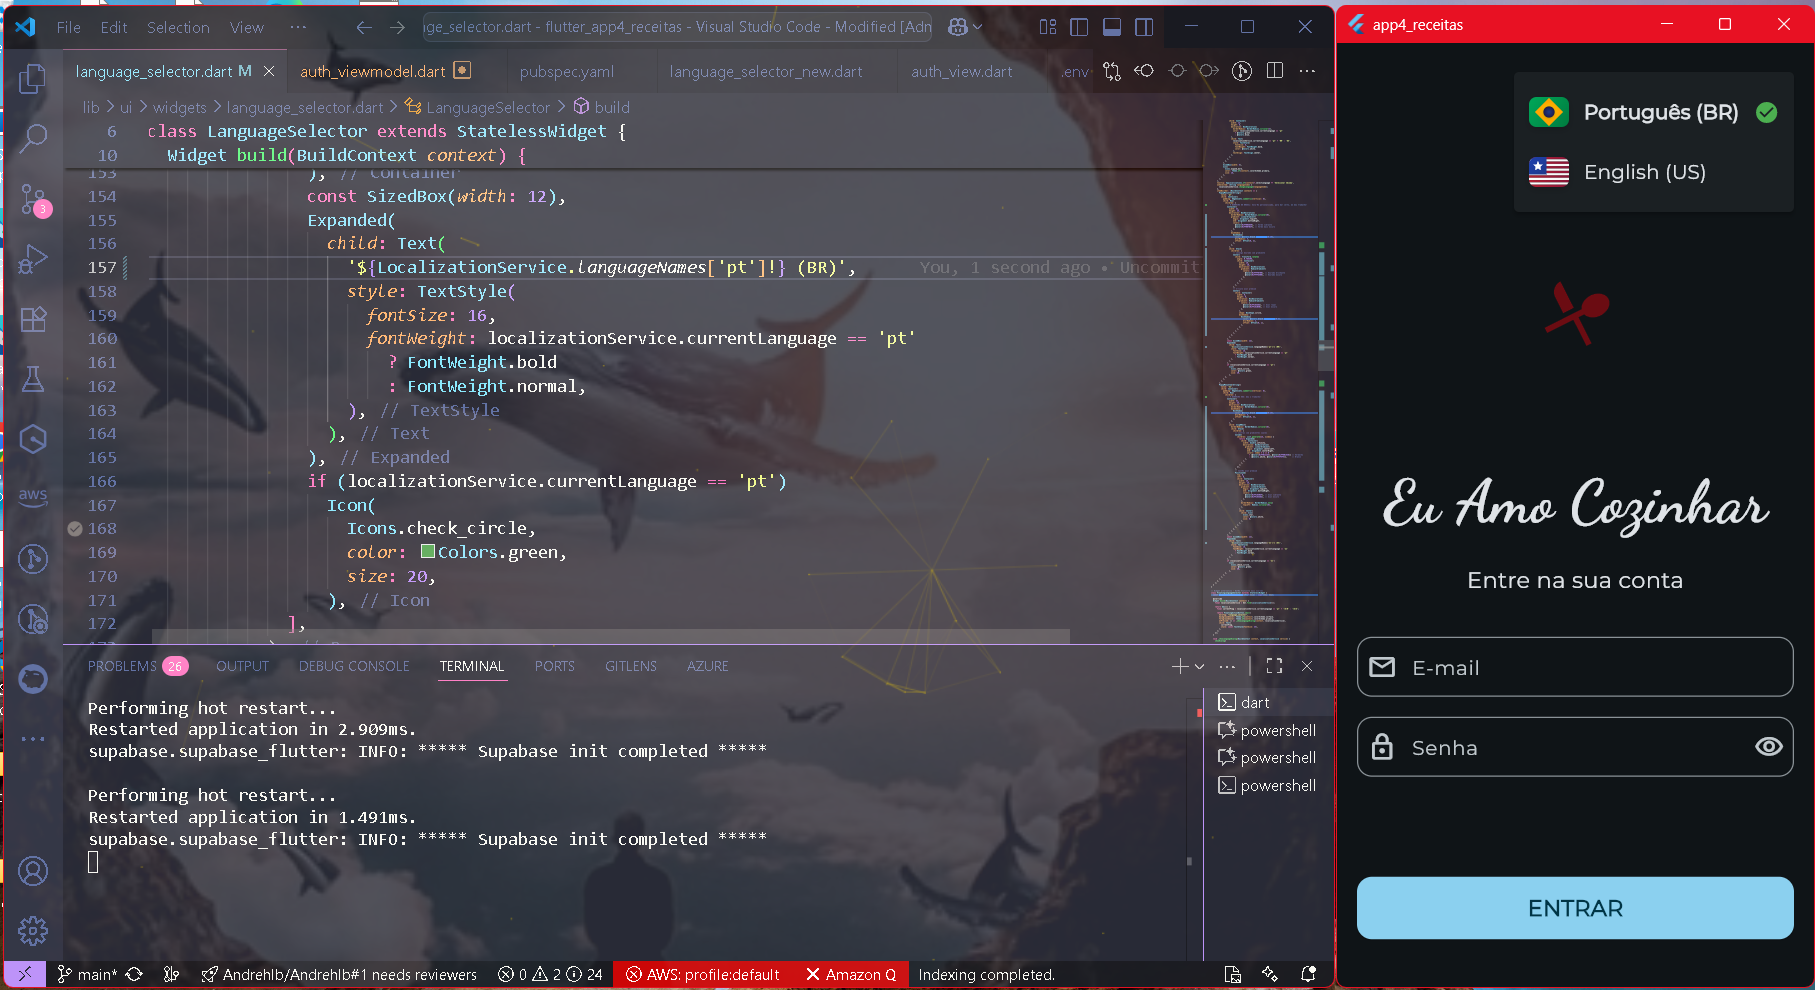 File Edit Selection View ···
ge_selector.dart - flutter_app4_receitas - Visual Studio Code - Modified [Adn
language_selector.dart M
auth_viewmodel.dart
pubspec.yaml
language_selector_new.dart
auth_view.dart
.env
lib > ui > widgets > language_selector.dart > LanguageSelector > build
6 class LanguageSelector extends StatelessWidget {
10 Widget build(BuildContext context) {
153 ), // Container
154 const SizedBox(width: 12),
155 Expanded(
156 child: Text(
157 '${LocalizationService.languageNames['pt']!} (BR)', You, 1 second ago • Uncommit
158 style: TextStyle(
159 fontSize: 16,
160 fontWeight: localizationService.currentLanguage == 'pt'
161 ? FontWeight.bold
162 : FontWeight.normal,
163 ), // TextStyle
164 ), // Text
165 ), // Expanded
166 if (localizationService.currentLanguage == 'pt')
167 Icon(
168 Icons.check_circle,
169 color: Colors.green,
170 size: 20,
171 ), // Icon
172 ],
3
aws
PROBLEMS 26 OUTPUT DEBUG CONSOLE TERMINAL PORTS GITLENS AZURE
Performing hot restart...
Restarted application in 2.909ms.
supabase.supabase_flutter: INFO: ***** Supabase init completed *****
Performing hot restart...
Restarted application in 1.491ms.
supabase.supabase_flutter: INFO: ***** Supabase init completed *****
dart
powershell
powershell
powershell
main* Andrehlb/Andrehlb#1 needs reviewers 0 2 24 AWS: profile:default Amazon Q Indexing completed.
app4_receitas
Português (BR)
English (US)
Eu Amo Cozinhar
Entre na sua conta
E-mail
Senha
ENTRAR